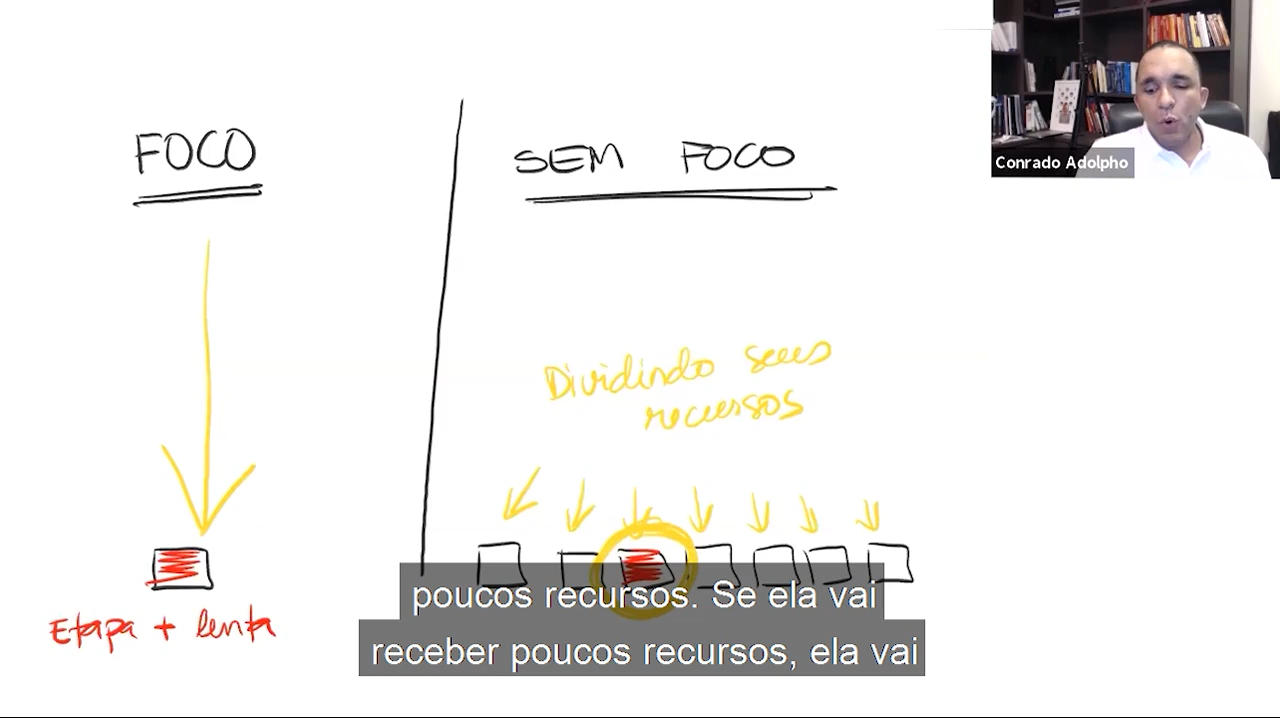 FOCO
SEM FOCO
Conrado Adolpho
Dividindo seus
recursos
Etapa + lenta
poucos recursos. Se ela vai
receber poucos recursos, ela vai